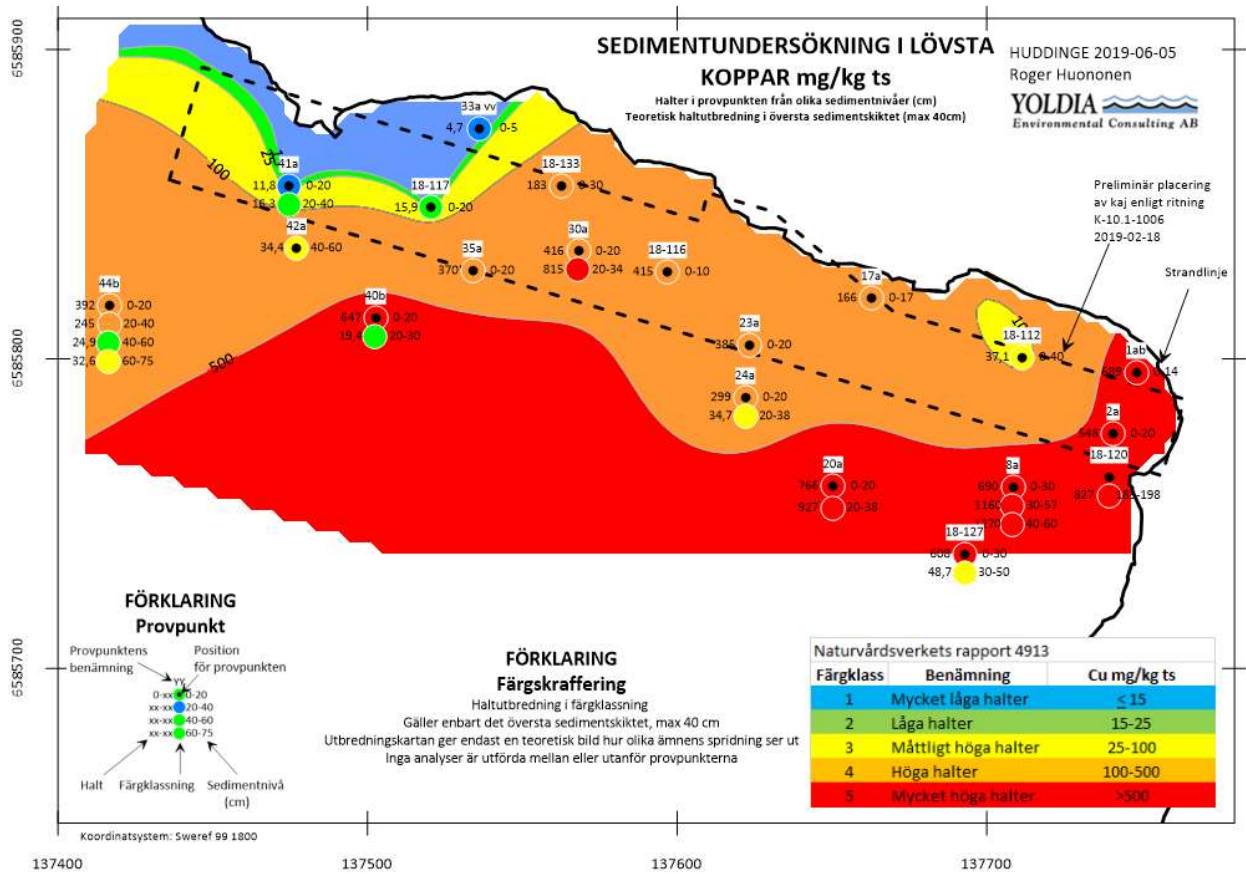 SEDIMENTUNDERSÖKNING I LÖVSTA
KOPPAR mg/kg ts
Halter i provpunkten från olika sedimentnivåer (cm)
Teoretisk haltutbredning i översta sedimentskiktet (max 40cm)
HUDDINGE 2019-06-05
Roger Huononen
YOLDIA
Environmental Consulting AB
6585900
6585800
6585700
33a vv
4,7 0-5
25
100
41a
11,8 0-20
16,3 20-40
18-117
15,9 0-20
18-133
183 0-30
42a
34,4 40-60
35a
370' 0-20
30a
416 0-20
815 20-34
18-116
415 0-10
17a
166 0-17
Preliminär placering
av kaj enligt ritning
K-10.1-1006
2019-02-18
Strandlinje
44b
392 0-20
245 20-40
24,9 40-60
32,6 60-75
40b
647 0-20
19,4 20-30
500
23a
385 0-20
24a
299 0-20
34,7 20-38
18-112
37,1 0-40
1ab
689 0-14
2a
548 0-20
18-120
827 185-198
20a
766 0-20
927 20-38
8a
690 0-30
1160 30-57
40-60
18-127
608 0-30
48,7 30-50
FÖRKLARING
Provpunkt
Provpunktens
benämning
Position
för provpunkten
YY
0-xx 0-20
xx-xx 20-40
xx-xx 40-60
xx-xx 60-75
Halt Färgklassning Sedimentnivå
(cm)
Koordinatsystem: Sweref 99 1800
FÖRKLARING
Färgskraffering
Haltutbredning i färgklassning
Gäller enbart det översta sedimentskiktet, max 40 cm
Utbredningskartan ger endast en teoretisk bild hur olika ämnens spridning ser ut
Inga analyser är utförda mellan eller utanför provpunkterna
Naturvårdsverkets rapport 4913
Färgklass Benämning Cu mg/kg ts
1 Mycket låga halter ≤ 15
2 Låga halter 15-25
3 Måttligt höga halter 25-100
4 Höga halter 100-500
5 Mycket höga halter >500
137400 137500 137600 137700